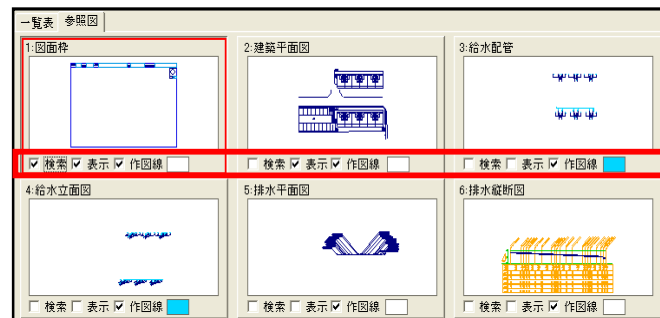 一覧表 参照図
1:図面枠 2:建築平面図 3:給水配管
検索 表示 作図線 検索 表示 作図線 検索 表示 作図線
4:給水立面図 5:排水平面図 6:排水縦断図
検索 表示 作図線 検索 表示 作図線 検索 表示 作図線